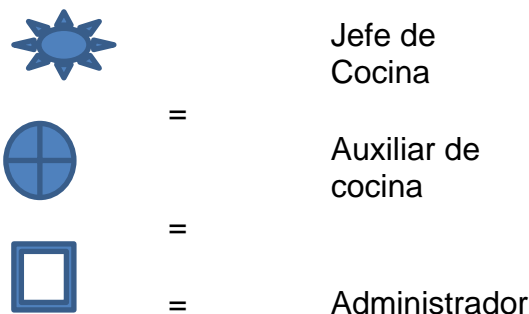 Jefe de
Cocina
=
Auxiliar de
cocina
=
= Administrador